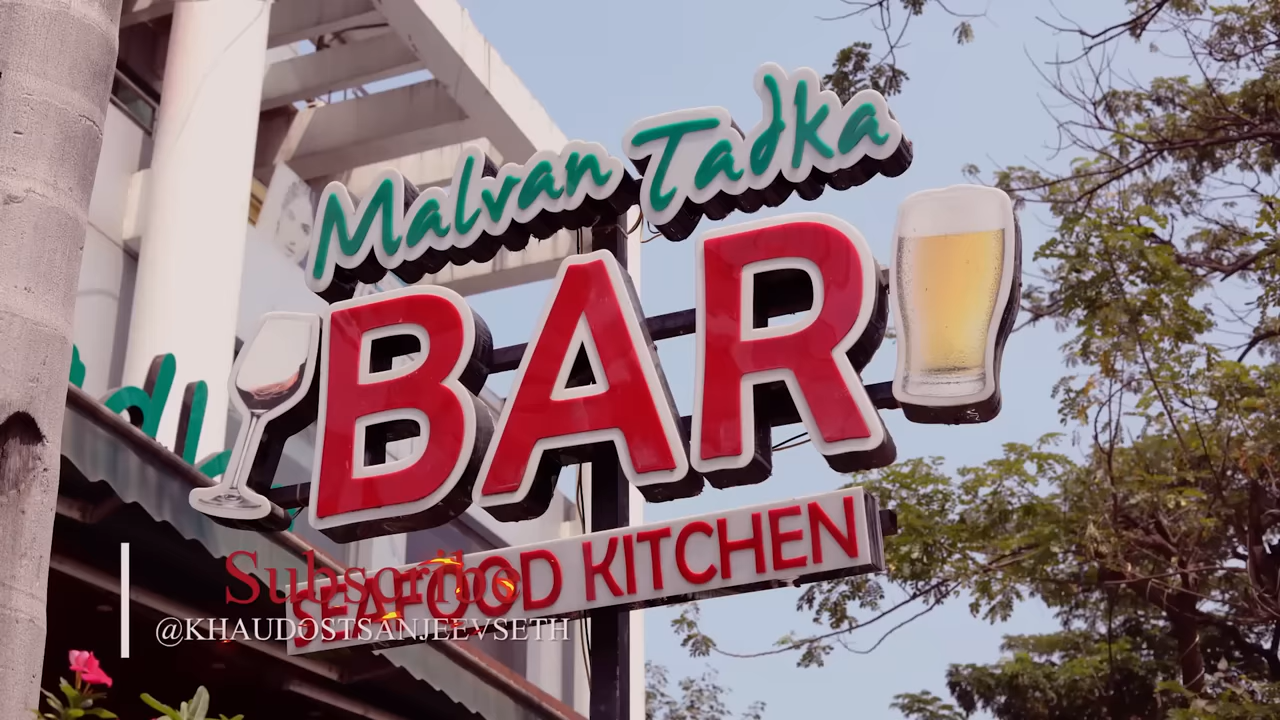 Malvan Tadka
BAR
SEAFOOD KITCHEN
Subscribe
@KHAUDOSTSANJEEVSETH